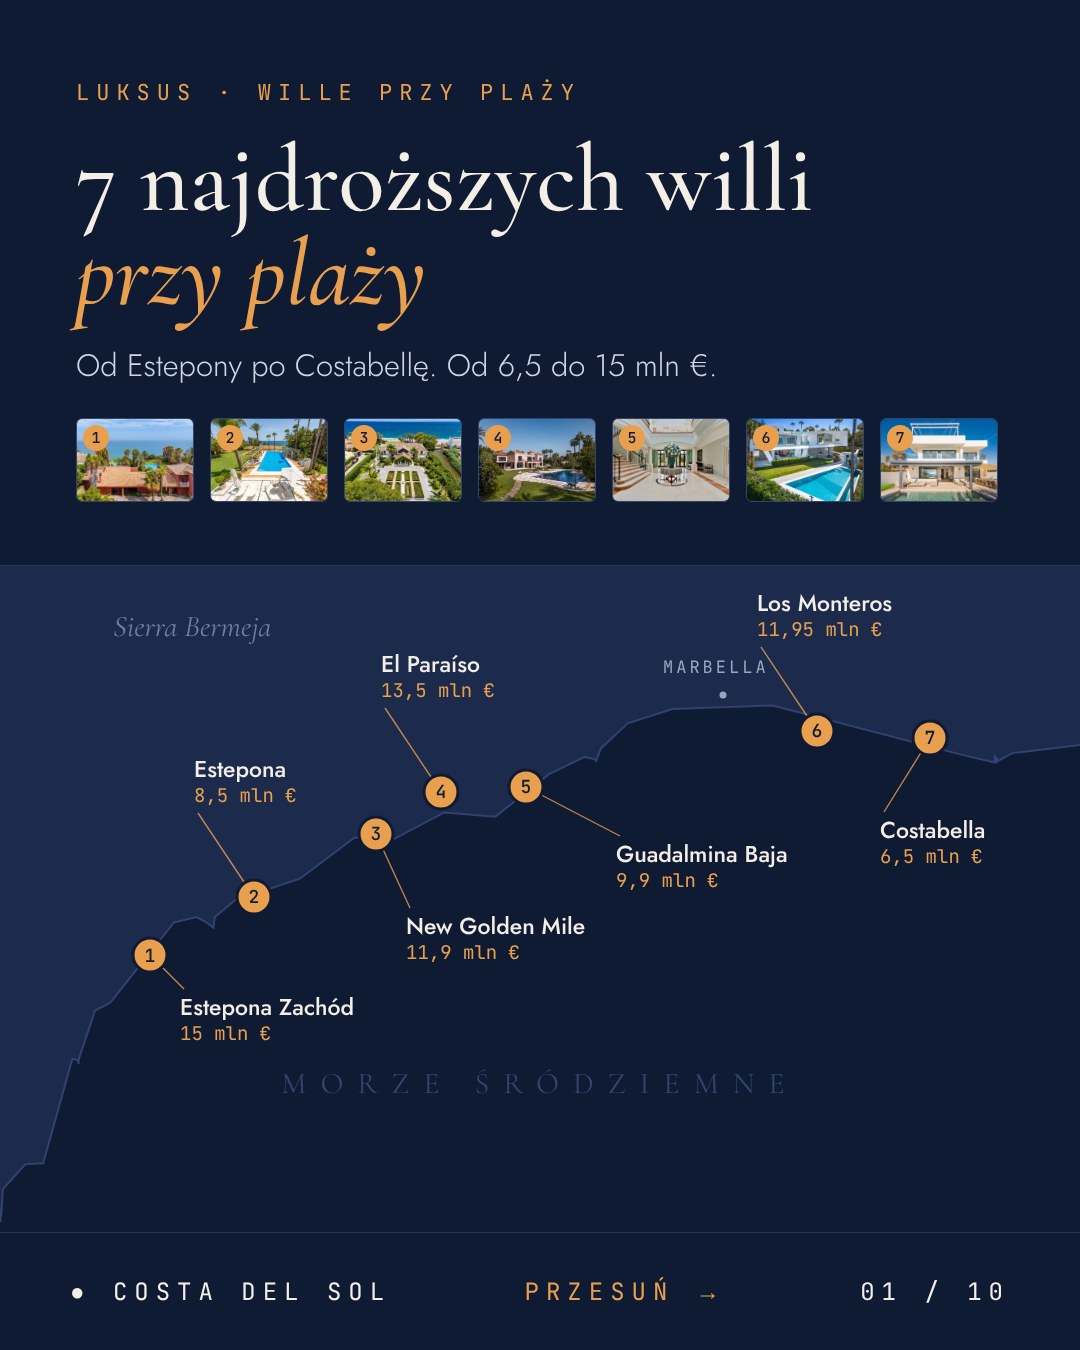 LUKSUS · WILLE PRZY PLAŻY
7 najdroższych willi
przy plaży
Od Estepony po Costabellę. Od 6,5 do 15 mln €.
1 2 3 4 5 6 7
Sierra Bermeja
Los Monteros
11,95 mln €
El Paraíso
13,5 mln €
MARBELLA
6
7
Estepona
8,5 mln €
4
5
3
Costabella
6,5 mln €
Guadalmina Baja
9,9 mln €
2
New Golden Mile
11,9 mln €
1
Estepona Zachód
15 mln €
MORZE ŚRÓDZIEMNE
• COSTA DEL SOL
PRZESUŃ →
01 / 10